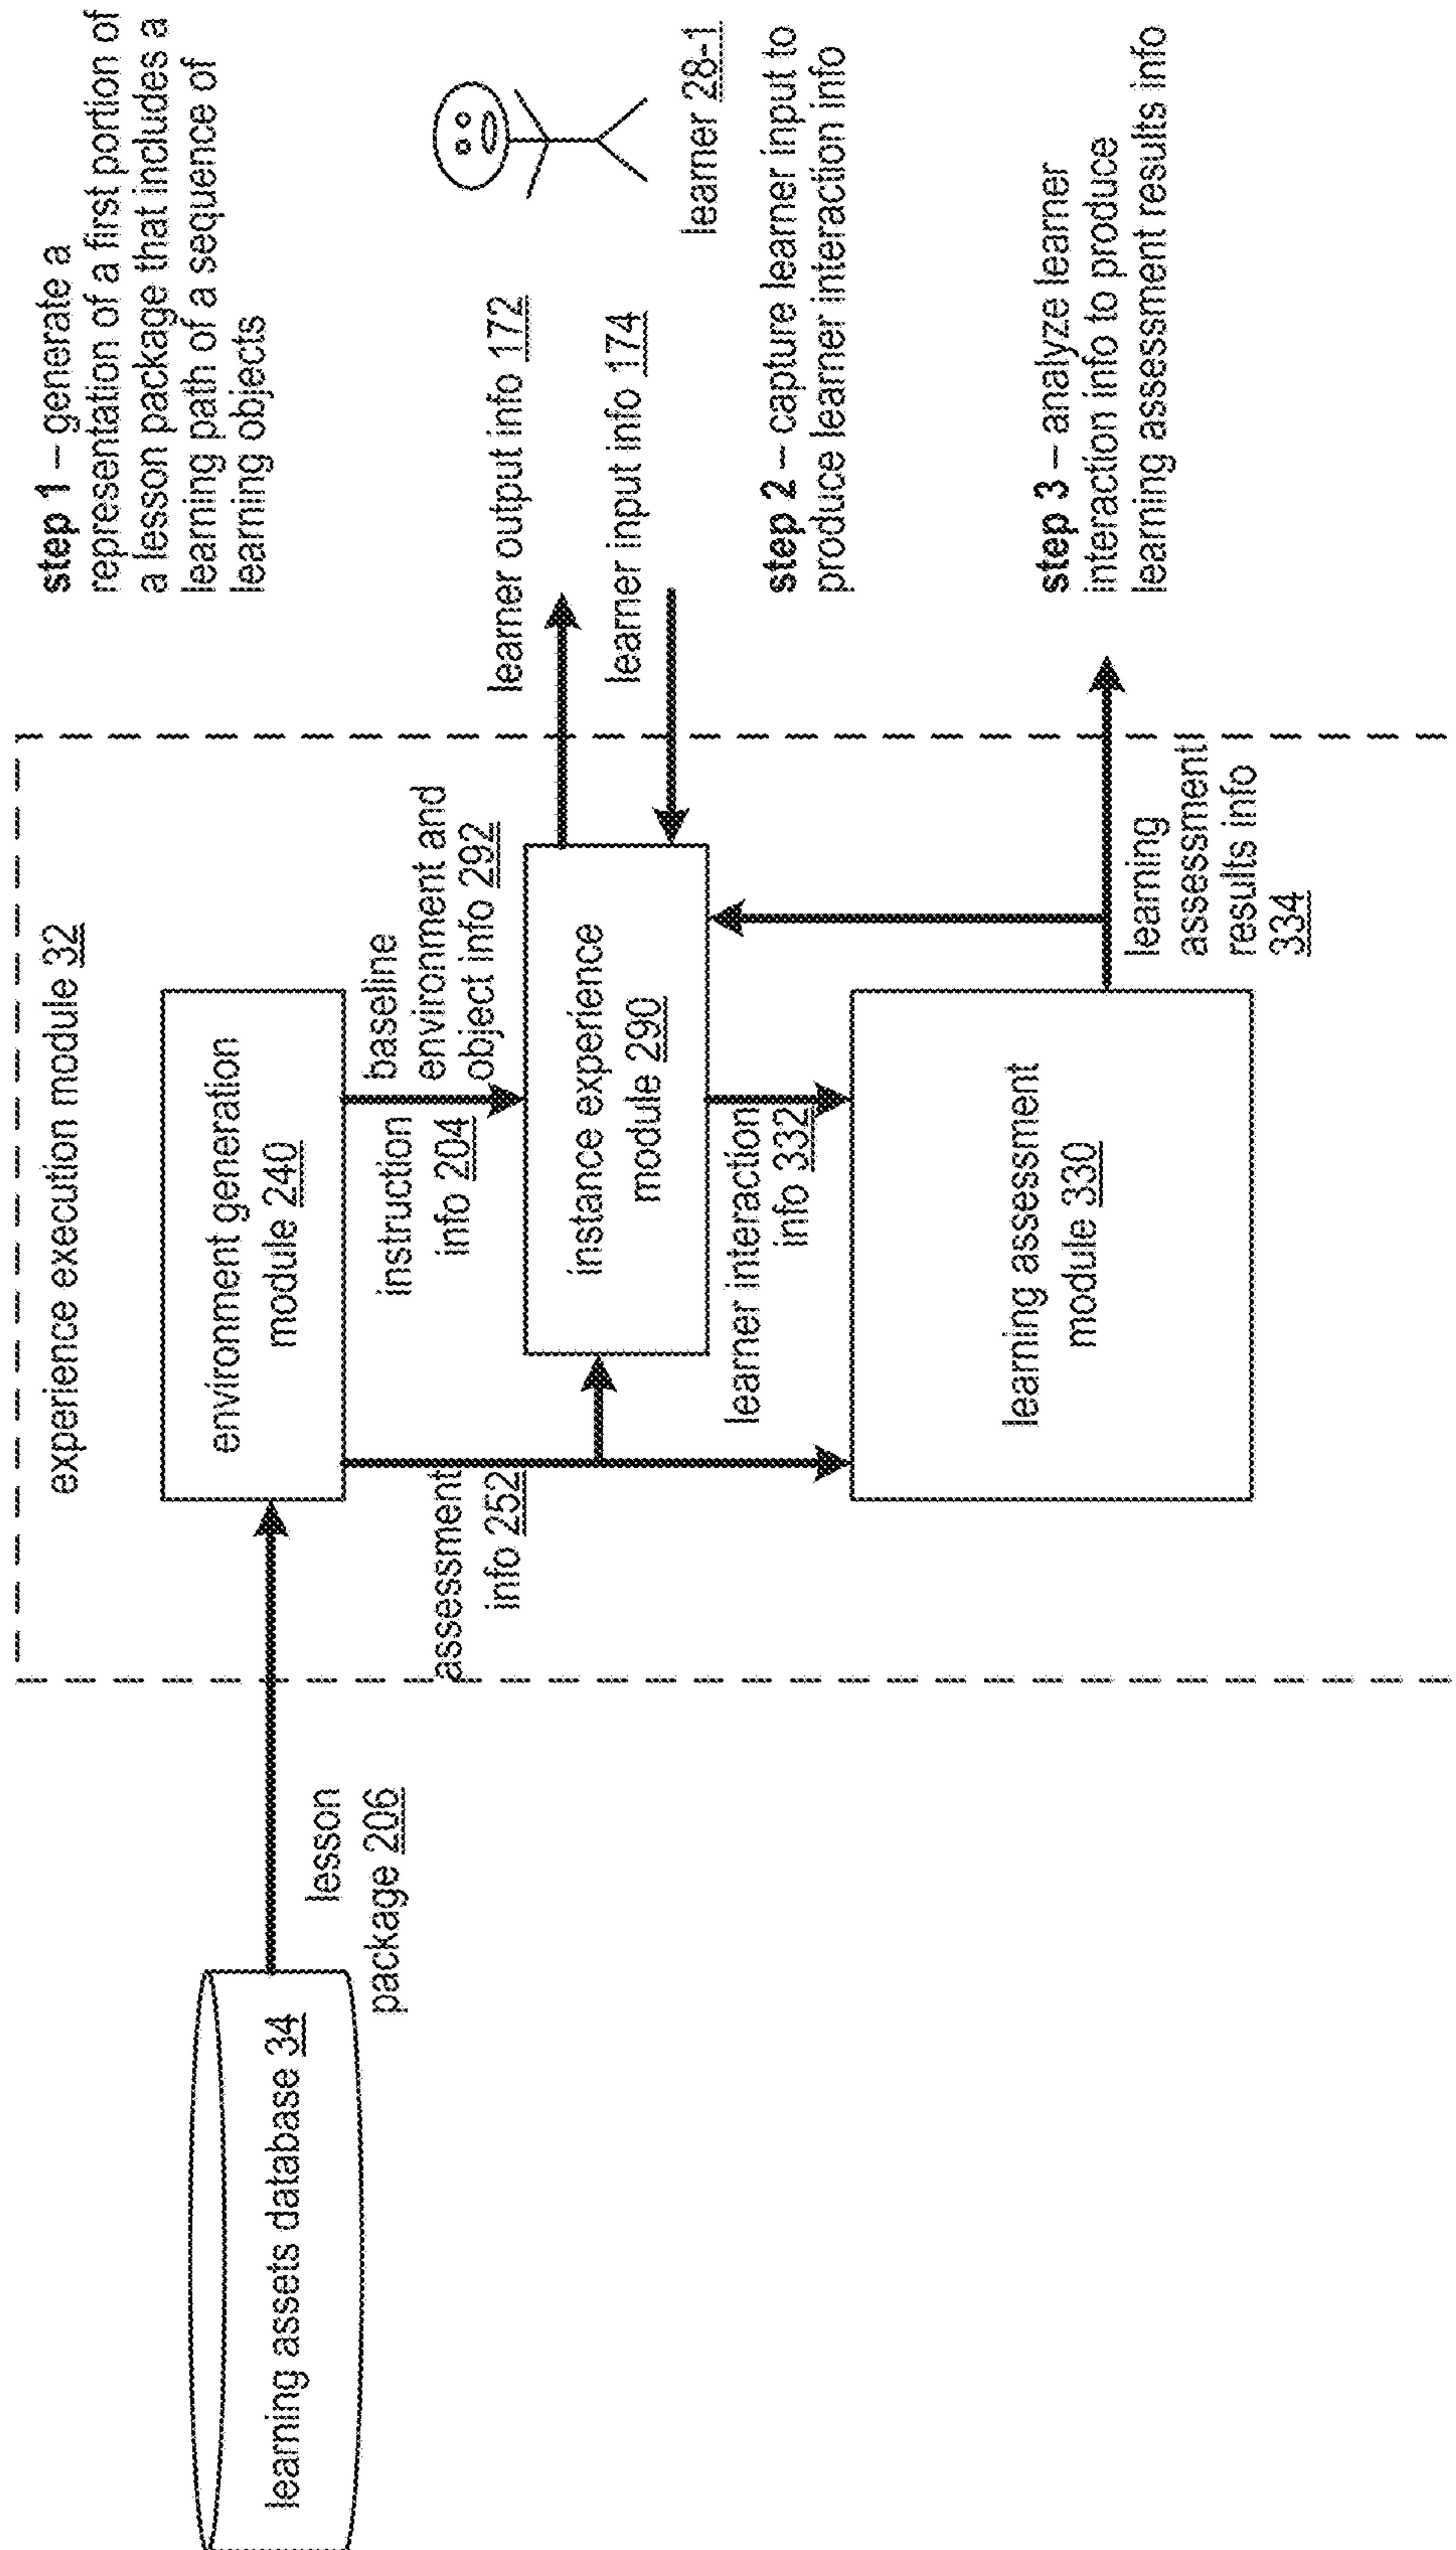 learning assets database 34
lesson
package 206
experience execution module 32
environment generation
module 240
assessment
info 252
instruction
info 204
baseline
environment and
object info 292
instance experience
module 290
learner interaction
info 332
learning assessment
module 330
learning
assessment
results info
334
step 1 – generate a
representation of a first portion of
a lesson package that includes a
learning path of a sequence of
learning objects
learner output info 172
learner input info 174
learner 28-1
step 2 – capture learner input to
produce learner interaction info
step 3 – analyze learner
interaction info to produce
learning assessment results info